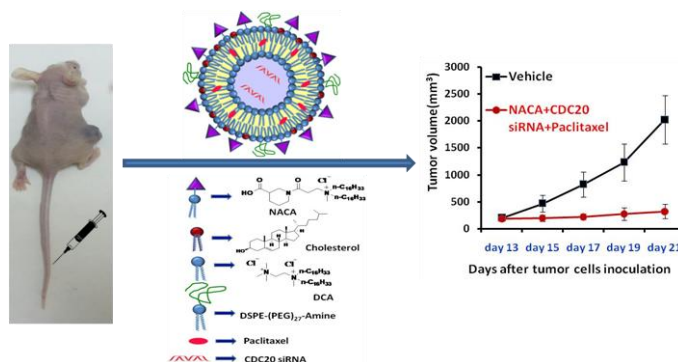 HO
O
N
O
Cl⁻
N
+
n-C₁₆H₃₃
n-C₁₆H₃₃
NACA
HO
Cholesterol
Cl⁻
Cl⁻
n-C₁₆H₃₃
n-C₁₆H₃₃
DCA
DSPE-(PEG)₂₇-Amine
Paclitaxel
CDC20 siRNA
Tumor volume(mm³)
3000
2500
2000
1500
1000
500
0
Vehicle
NACA+CDC20
siRNA+Paclitaxel
day 13 day 15 day 17 day 19 day 21
Days after tumor cells inoculation